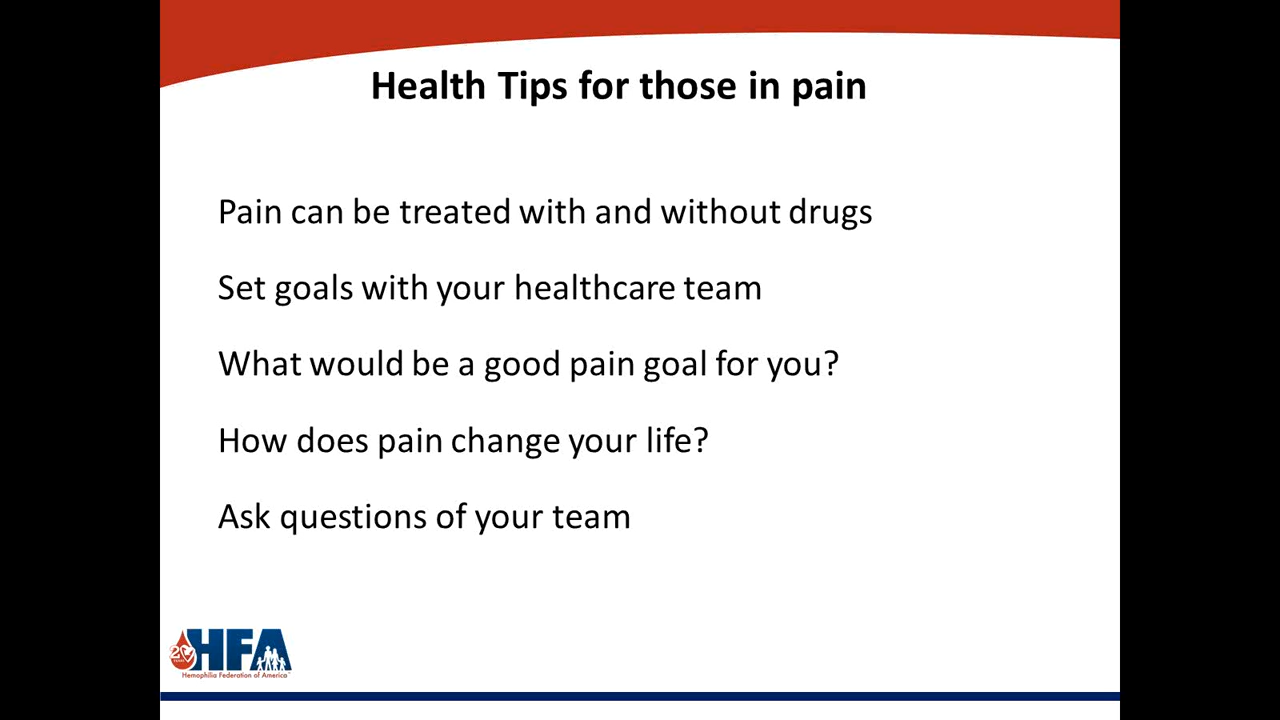 Health Tips for those in pain
Pain can be treated with and without drugs
Set goals with your healthcare team
What would be a good pain goal for you?
How does pain change your life?
Ask questions of your team
20
YEARS
HFA
Hemophilia Federation of America